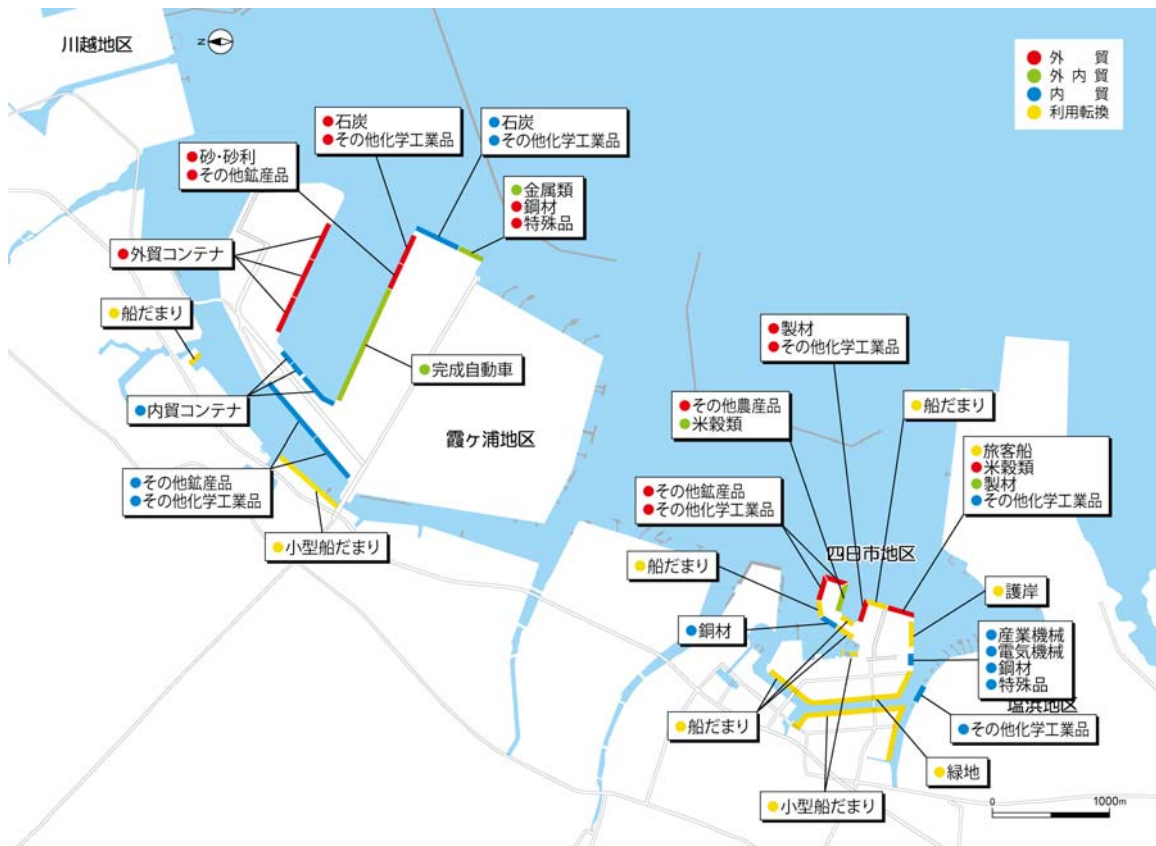 川越地区
N
● 外　貿
● 外 内 貿
● 内　貿
● 利用転換
●石炭
●その他化学工業品
●石炭
●その他化学工業品
●砂・砂利
●その他鉱産品
●金属類
●鋼材
●特殊品
●外貿コンテナ
●船だまり
●完成自動車
●内貿コンテナ
霞ヶ浦地区
●その他鉱産品
●その他化学工業品
●小型船だまり
●製材
●その他化学工業品
●その他農産品
●米穀類
●船だまり
●旅客船
●米穀類
●製材
●その他化学工業品
●その他鉱産品
●その他化学工業品
四日市地区
●船だまり
●護岸
●鋼材
●産業機械
●電気機械
●鋼材
●特殊品
塩浜地区
●船だまり
●その他化学工業品
●緑地
●小型船だまり
0 1000m